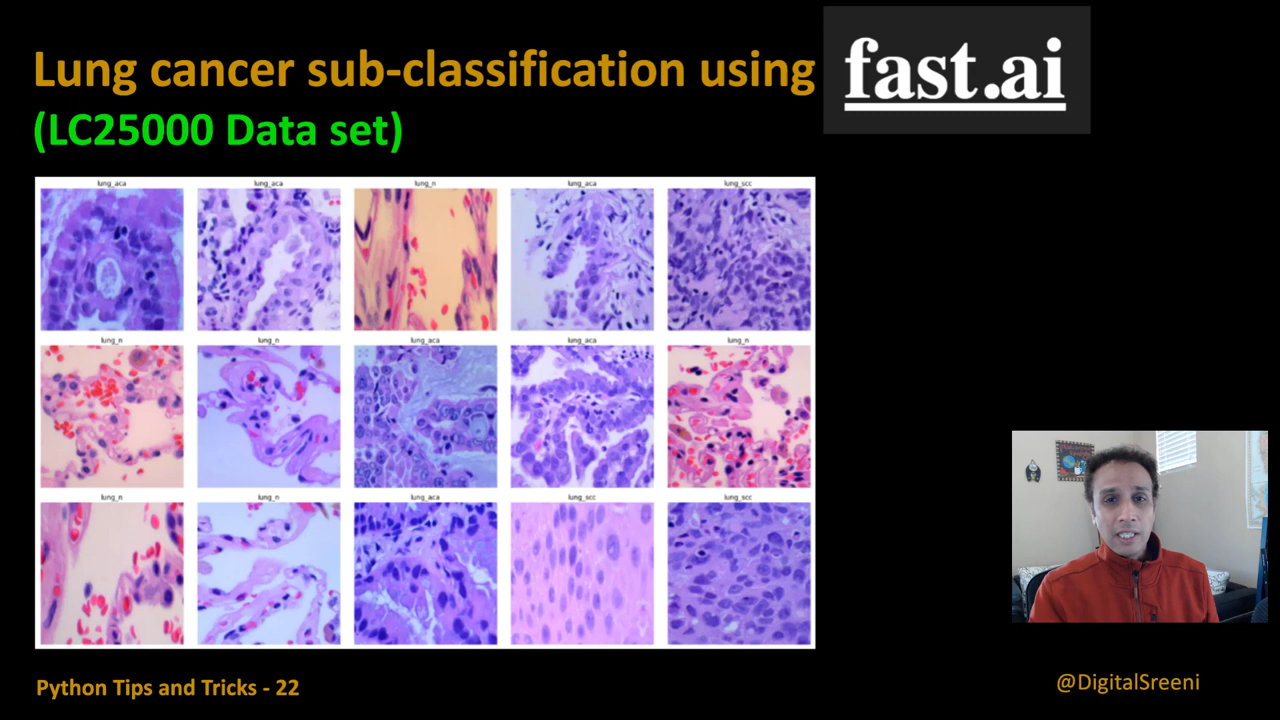 Lung cancer sub-classification using fast.ai
(LC25000 Data set)
lung_aca lung_aca lung_n lung_aca lung_scc
lung_n lung_n lung_aca lung_aca lung_n
lung_n lung_n lung_aca lung_scc lung_scc
Python Tips and Tricks - 22
@DigitalSreeni